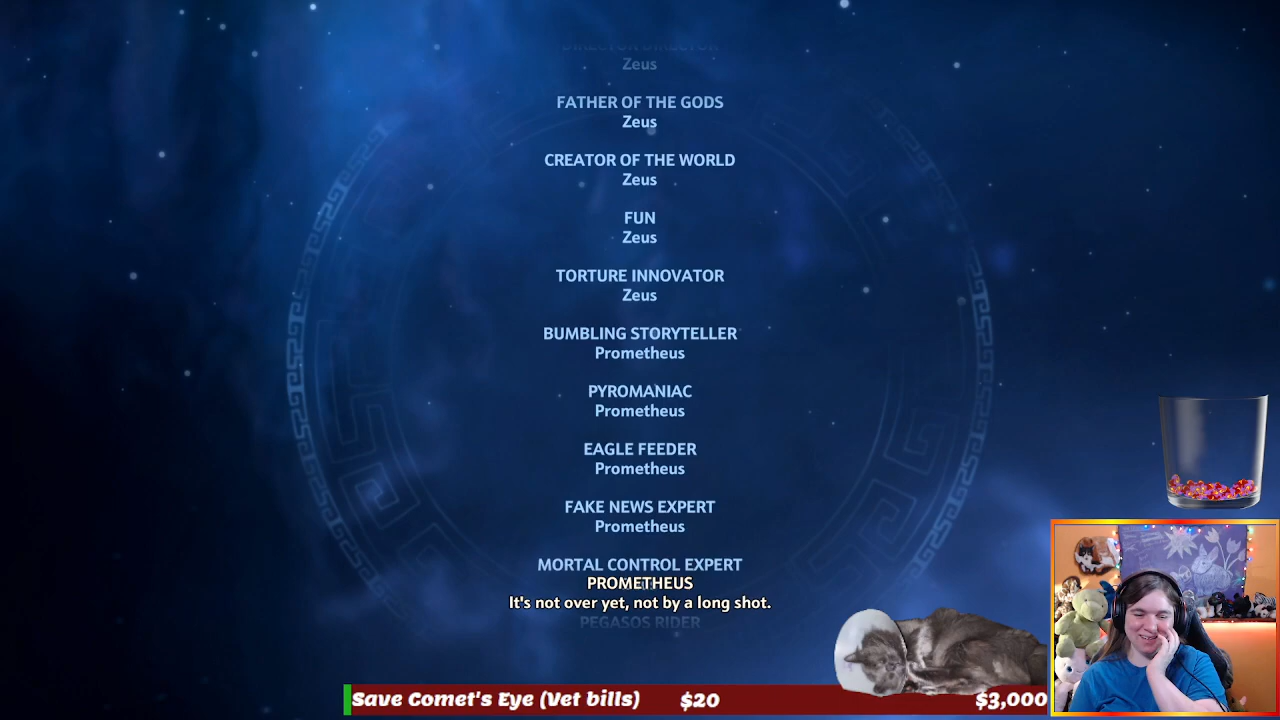 DIRECTOR DIRECTOR
Zeus
FATHER OF THE GODS
Zeus
CREATOR OF THE WORLD
Zeus
FUN
Zeus
TORTURE INNOVATOR
Zeus
BUMBLING STORYTELLER
Prometheus
PYROMANIAC
Prometheus
EAGLE FEEDER
Prometheus
FAKE NEWS EXPERT
Prometheus
MORTAL CONTROL EXPERT
PROMETHEUS
It's not over yet, not by a long shot.
PEGASOS RIDER
Save Comet's Eye (Vet bills) $20 $3,000